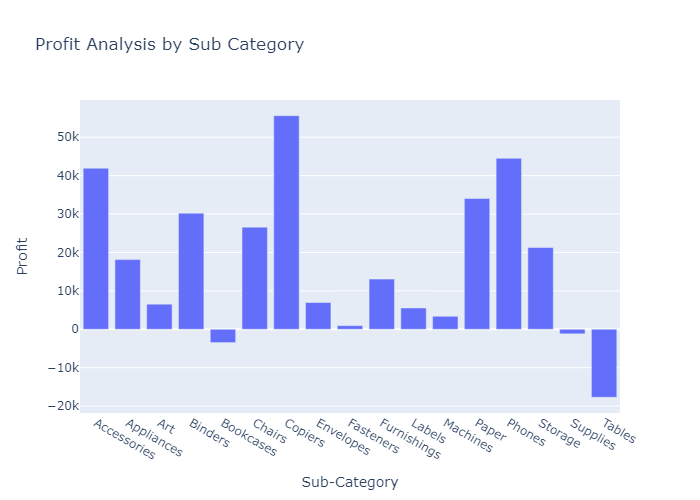 Profit Analysis by Sub Category
Profit
50k
40k
30k
20k
10k
0
−10k
−20k
Accessories
Appliances
Art
Binders
Bookcases
Chairs
Copiers
Envelopes
Fasteners
Furnishings
Labels
Machines
Paper
Phones
Storage
Supplies
Tables
Sub-Category